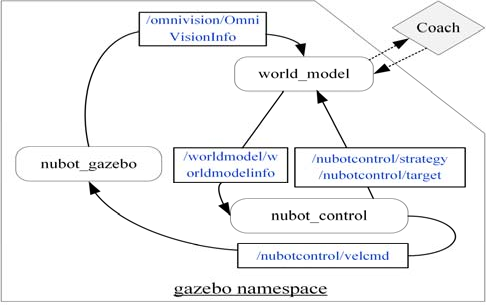 /omnivision/Omni
VisionInfo
Coach
world_model
nubot_gazebo
/worldmodel/w
orldmodelinfo
/nubotcontrol/strategy
/nubotcontrol/target
nubot_control
/nubotcontrol/velcmd
gazebo namespace